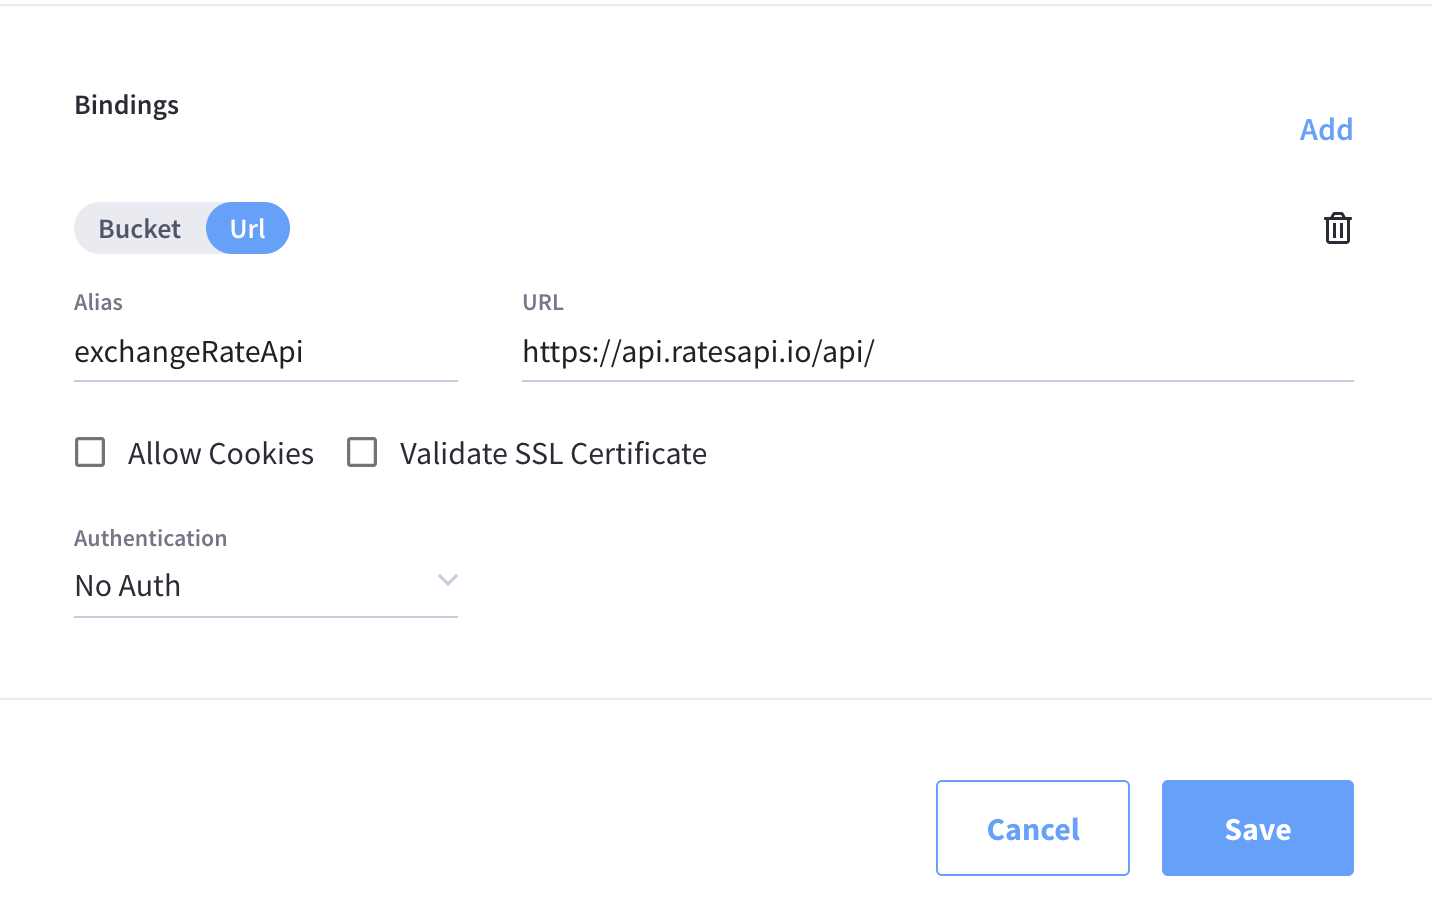 Bindings
Add
Bucket Url
Alias URL
exchangeRateApi https://api.ratesapi.io/api/
Allow Cookies Validate SSL Certificate
Authentication
No Auth
Cancel Save